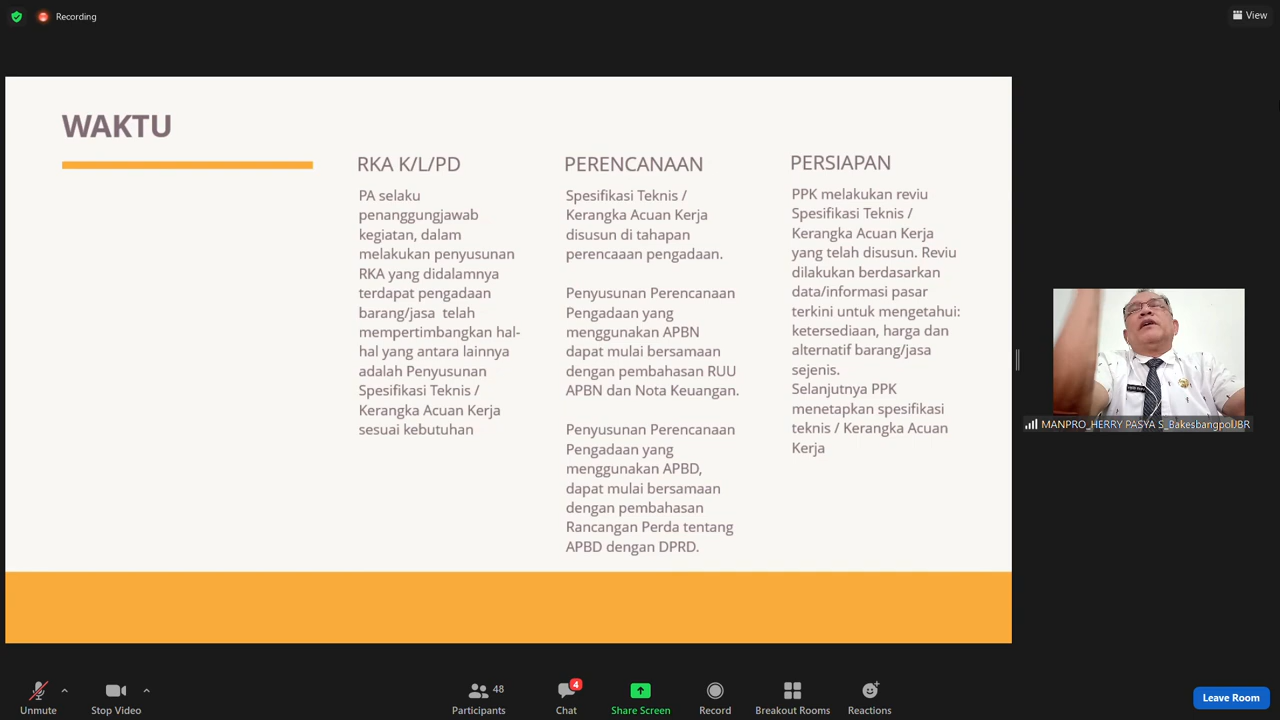 Recording
View
WAKTU
RKA K/L/PD
PA selaku
penanggungjawab
kegiatan, dalam
melakukan penyusunan
RKA yang didalamnya
terdapat pengadaan
barang/jasa telah
mempertimbangkan hal-
hal yang antara lainnya
adalah Penyusunan
Spesifikasi Teknis /
Kerangka Acuan Kerja
sesuai kebutuhan
PERENCANAAN
Spesifikasi Teknis /
Kerangka Acuan Kerja
disusun di tahapan
perencaaan pengadaan.
Penyusunan Perencanaan
Pengadaan yang
menggunakan APBN
dapat mulai bersamaan
dengan pembahasan RUU
APBN dan Nota Keuangan.
Penyusunan Perencanaan
Pengadaan yang
menggunakan APBD,
dapat mulai bersamaan
dengan pembahasan
Rancangan Perda tentang
APBD dengan DPRD.
PERSIAPAN
PPK melakukan reviu
Spesifikasi Teknis /
Kerangka Acuan Kerja
yang telah disusun. Reviu
dilakukan berdasarkan
data/informasi pasar
terkini untuk mengetahui:
ketersediaan, harga dan
alternatif barang/jasa
sejenis.
Selanjutnya PPK
menetapkan spesifikasi
teknis / Kerangka Acuan
Kerja
MANPRO_HERRY PASYA S_BakesbangpolJBR
Unmute
Stop Video
Participants
48
Chat
4
Share Screen
Record
Breakout Rooms
Reactions
Leave Room